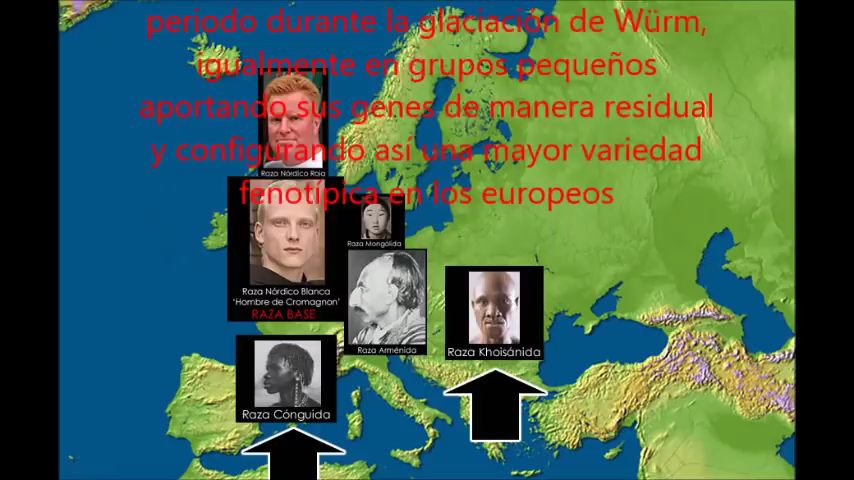 periodo durante la glaciación de Würm,
igualmente en grupos pequeños
aportando sus genes de manera residual
y configurando así una mayor variedad
fenotípica en los europeos
Raza Nórdico Roja
Raza Mongólida
Raza Nórdico Blanca
'Hombre de Cromagnon'
RAZA BASE
Raza Arménida
Raza Khoisánida
Raza Cónguida